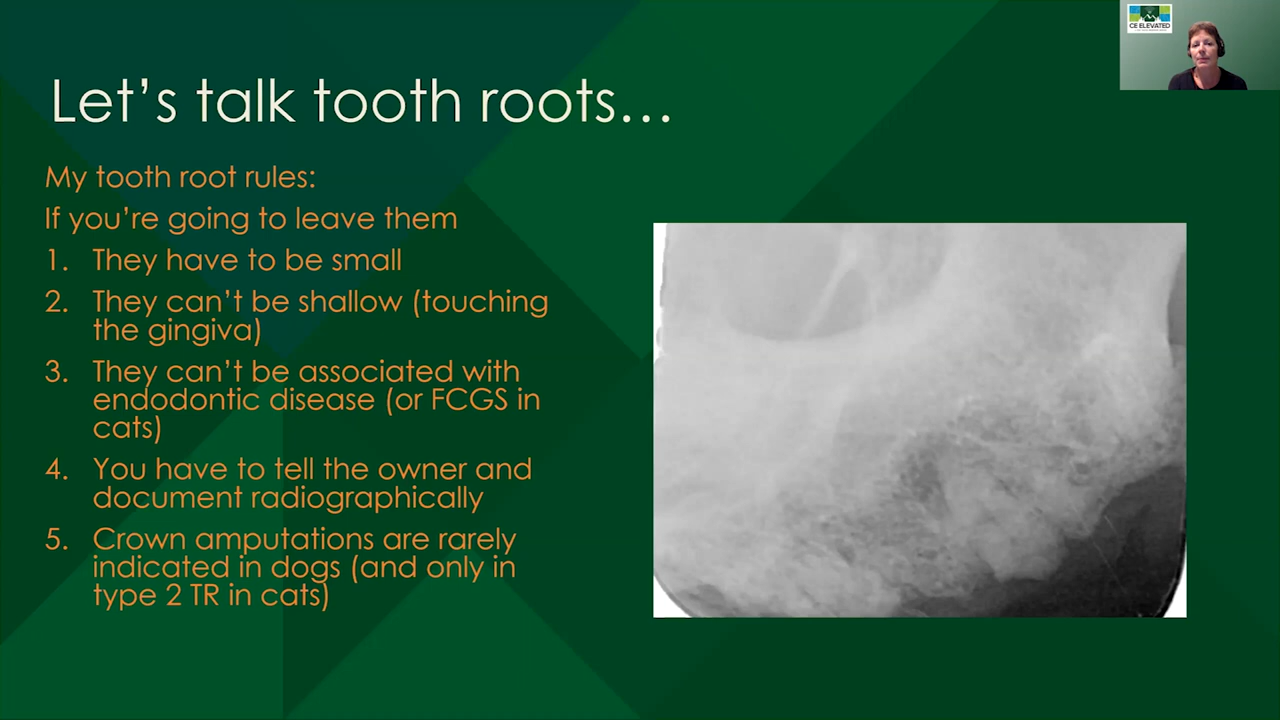 CE ELEVATED
Let's talk tooth roots...
My tooth root rules:
If you're going to leave them
1. They have to be small
2. They can't be shallow (touching
the gingiva)
3. They can't be associated with
endodontic disease (or FCGS in
cats)
4. You have to tell the owner and
document radiographically
5. Crown amputations are rarely
indicated in dogs (and only in
type 2 TR in cats)